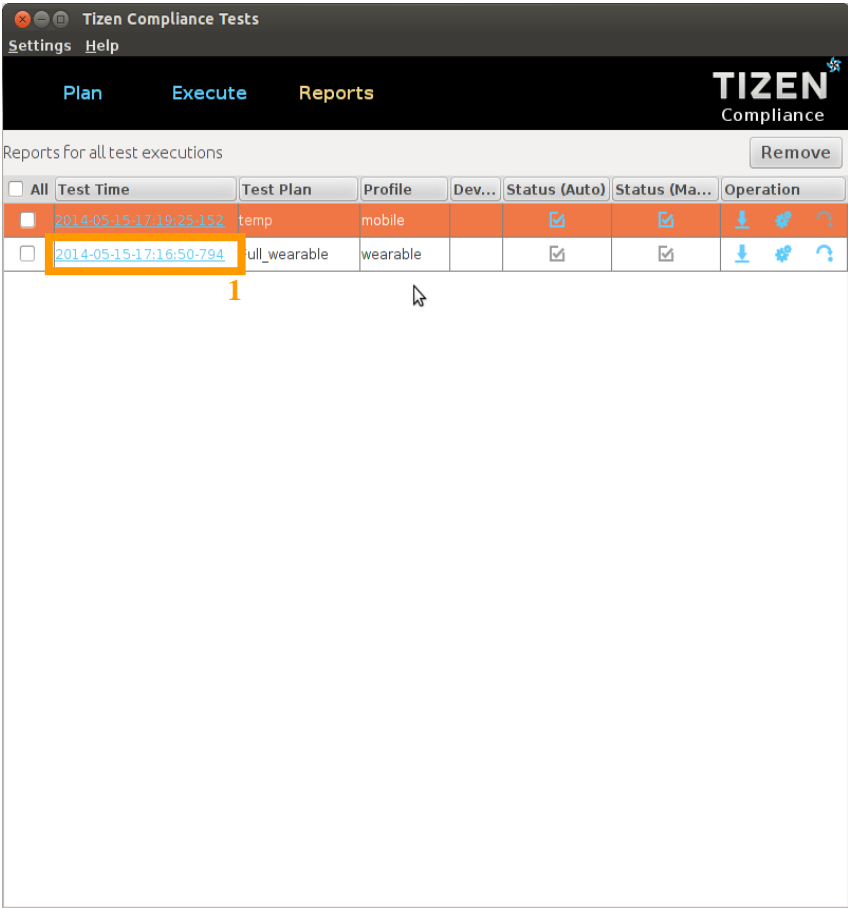 Tizen Compliance Tests
Settings Help
Plan Execute Reports TIZEN
Compliance
Reports for all test executions Remove
All Test Time Test Plan Profile Dev... Status (Auto) Status (Ma... Operation
2014-05-15-17:19:25-152 temp mobile
2014-05-15-17:16:50-794 Full_wearable wearable
1